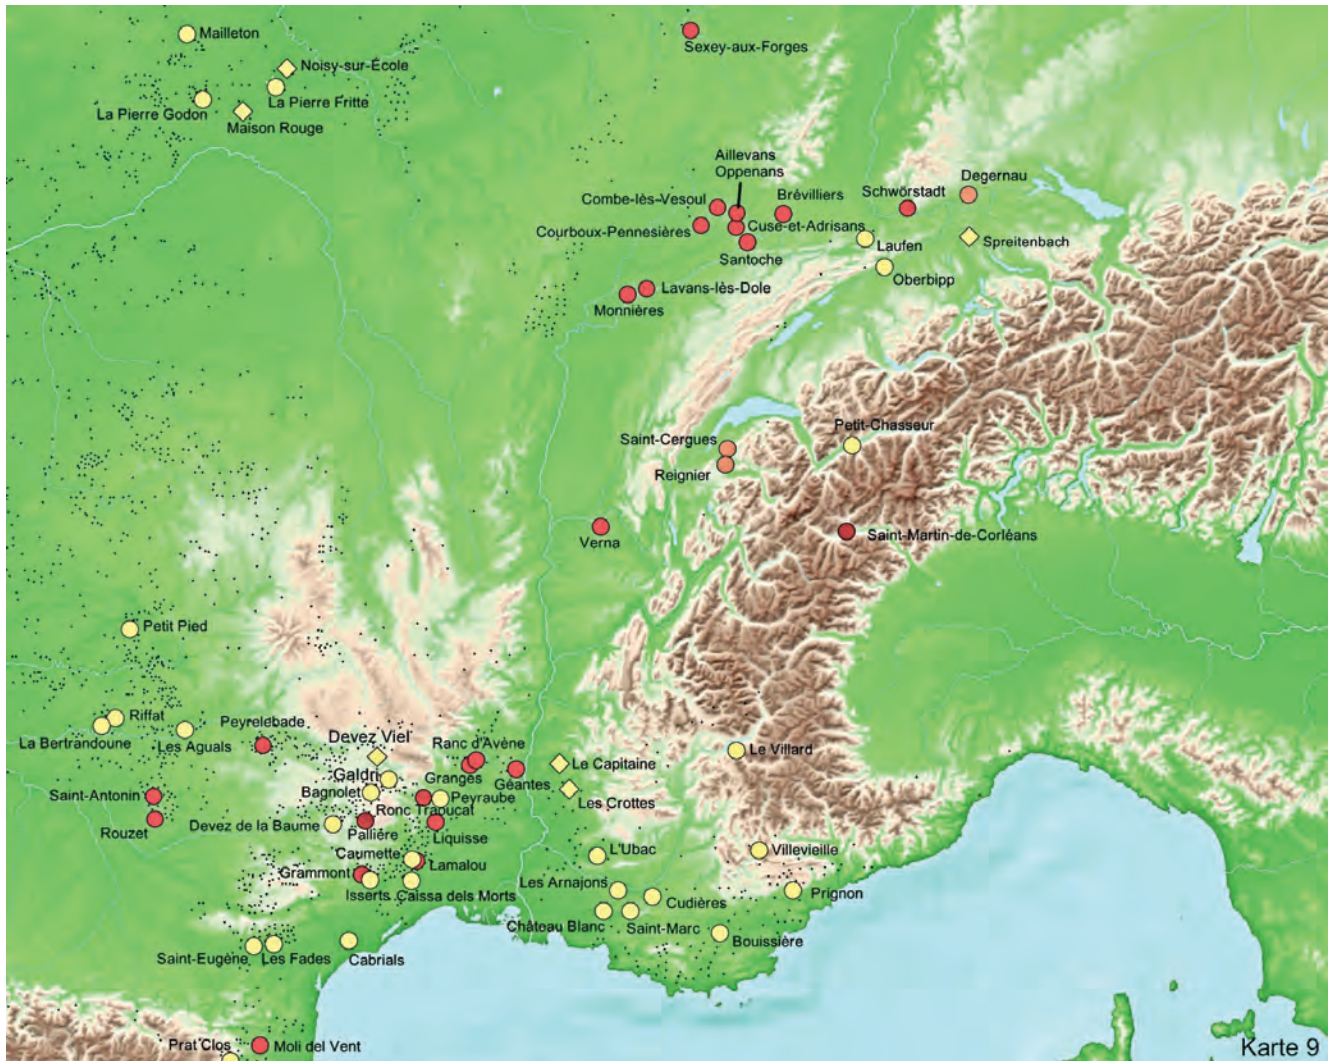 Mailleton
Sexey-aux-Forges
Noisy-sur-École
La Pierre Fritte
La Pierre Godon
Maison Rouge
Aillevans
Oppenans
Combe-lès-Vesoul
Brévilliers
Schwörstadt
Degernau
Courboux-Pennesières
Cuse-et-Adrisans
Santoche
Laufen
Spreitenbach
Oberbipp
Lavans-lès-Dole
Monnières
Saint-Cergues
Petit-Chasseur
Reignier
Verna
Saint-Martin-de-Corléans
Petit Pied
Riffat
La Bertrandoune
Les Aguals
Peyrelebade
Devez Viel
Ranc d'Avène
Le Capitaine
Le Villard
Galdri
Granges
Géantes
Saint-Antonin
Bagnolet
Peyraube
Les Crottes
Ronc Traoucat
Rouzet
Devez de la Baume
Pallière
Liquisse
Caumette
L'Ubac
Villevieille
Grammont
Lamalou
Isserts
Caissa dels Morts
Les Arnajons
Cudières
Prignon
Château Blanc
Saint-Marc
Bouissière
Saint-Eugène
Les Fades
Cabrials
Prat Clos
Moli del Vent
Karte 9